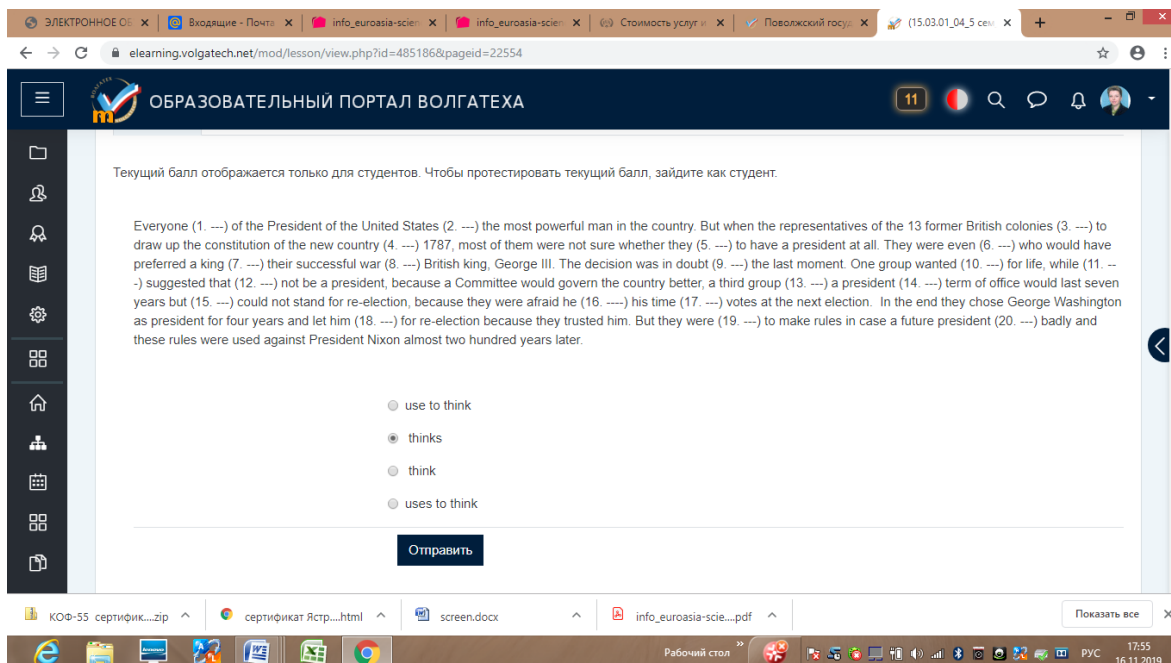 ЭЛЕКТРОННОЕ ОБ
Входящие - Почта
info_euroasia-scien
info_euroasia-scien
Стоимость услуг и
Поволжский госуд
(15.03.01_04_5 сем
elearning.volgatech.net/mod/lesson/view.php?id=485186&pageid=22554
ОБРАЗОВАТЕЛЬНЫЙ ПОРТАЛ ВОЛГАТЕХА
11
Текущий балл отображается только для студентов. Чтобы протестировать текущий балл, зайдите как студент.
Everyone (1. ---) of the President of the United States (2. ---) the most powerful man in the country. But when the representatives of the 13 former British colonies (3. ---) to
draw up the constitution of the new country (4. ---) 1787, most of them were not sure whether they (5. ---) to have a president at all. They were even (6. ---) who would have
preferred a king (7. ---) their successful war (8. ---) British king, George III. The decision was in doubt (9. ---) the last moment. One group wanted (10. ---) for life, while (11. --
-) suggested that (12. ---) not be a president, because a Committee would govern the country better, a third group (13. ---) a president (14. ---) term of office would last seven
years but (15. ---) could not stand for re-election, because they were afraid he (16. ----) his time (17. ---) votes at the next election. In the end they chose George Washington
as president for four years and let him (18. ---) for re-election because they trusted him. But they were (19. ---) to make rules in case a future president (20. ---) badly and
these rules were used against President Nixon almost two hundred years later.
use to think
thinks
think
uses to think
Отправить
КОФ-55 сертифик....zip
сертификат Ястр....html
screen.docx
info_euroasia-scie....pdf
Показать все
Рабочий стол
РУС
17:55
16.11.2019